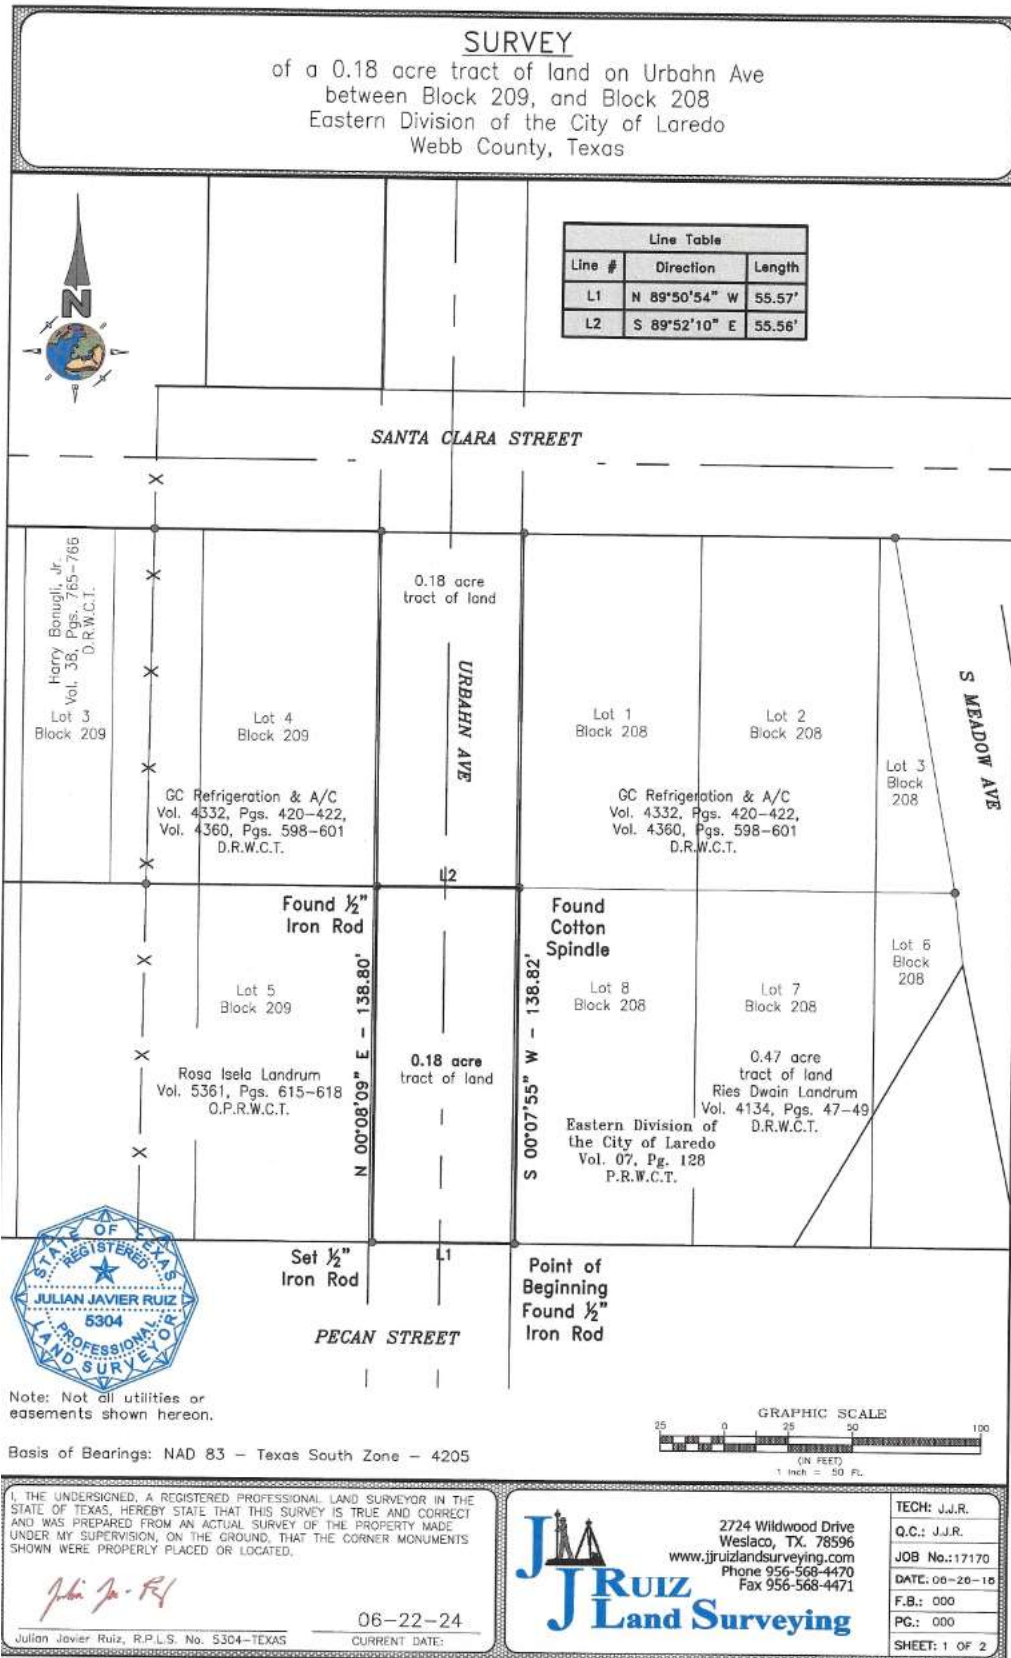 SURVEY
of a 0.18 acre tract of land on Urbahn Ave
between Block 209, and Block 208
Eastern Division of the City of Laredo
Webb County, Texas
N
Line Table
Line # Direction Length
L1 N 89°50'54" W 55.57'
L2 S 89°52'10" E 55.56'
SANTA CLARA STREET
Harry Bonugli, Jr.
Vol. 38, Pgs. 765-766
D.R.W.C.T.
Lot 3
Block 209
Lot 4
Block 209
GC Refrigeration & A/C
Vol. 4332, Pgs. 420-422,
Vol. 4360, Pgs. 598-601
D.R.W.C.T.
0.18 acre
tract of land
URBAHN AVE
Lot 1
Block 208
Lot 2
Block 208
GC Refrigeration & A/C
Vol. 4332, Pgs. 420-422,
Vol. 4360, Pgs. 598-601
D.R.W.C.T.
Lot 3
Block
208
S MEADOW AVE
L2
Found ½"
Iron Rod
Found
Cotton
Spindle
Lot 5
Block 209
Rosa Isela Landrum
Vol. 5361, Pgs. 615-618
O.P.R.W.C.T.
N 00°08'09" E - 138.80'
0.18 acre
tract of land
S 00°07'55" W - 138.82'
Lot 8
Block 208
Lot 7
Block 208
Lot 6
Block
208
0.47 acre
tract of land
Ries Dwain Landrum
Vol. 4134, Pgs. 47-49
D.R.W.C.T.
Eastern Division of
the City of Laredo
Vol. 07, Pg. 128
P.R.W.C.T.
L1
Set ½"
Iron Rod
Point of
Beginning
Found ½"
Iron Rod
PECAN STREET
STATE OF TEXAS
REGISTERED
JULIAN JAVIER RUIZ
5304
PROFESSIONAL
LAND SURVEYOR
Note: Not all utilities or
easements shown hereon.
Basis of Bearings: NAD 83 - Texas South Zone - 4205
GRAPHIC SCALE
25 0 25 50 100
(IN FEET)
1 inch = 50 Ft.
I, THE UNDERSIGNED, A REGISTERED PROFESSIONAL LAND SURVEYOR IN THE
STATE OF TEXAS, HEREBY STATE THAT THIS SURVEY IS TRUE AND CORRECT
AND WAS PREPARED FROM AN ACTUAL SURVEY OF THE PROPERTY MADE
UNDER MY SUPERVISION, ON THE GROUND, THAT THE CORNER MONUMENTS
SHOWN WERE PROPERLY PLACED OR LOCATED.
06-22-24
Julian Javier Ruiz, R.P.L.S. No. 5304-TEXAS
CURRENT DATE:
J
J RUIZ
Land Surveying
2724 Wildwood Drive
Weslaco, TX. 78596
www.jjruizlandsurveying.com
Phone 956-568-4470
Fax 956-568-4471
TECH: J.J.R.
Q.C.: J.J.R.
JOB No.:17170
DATE:
F.B.: 000
PG.: 000
SHEET: 1 OF 2